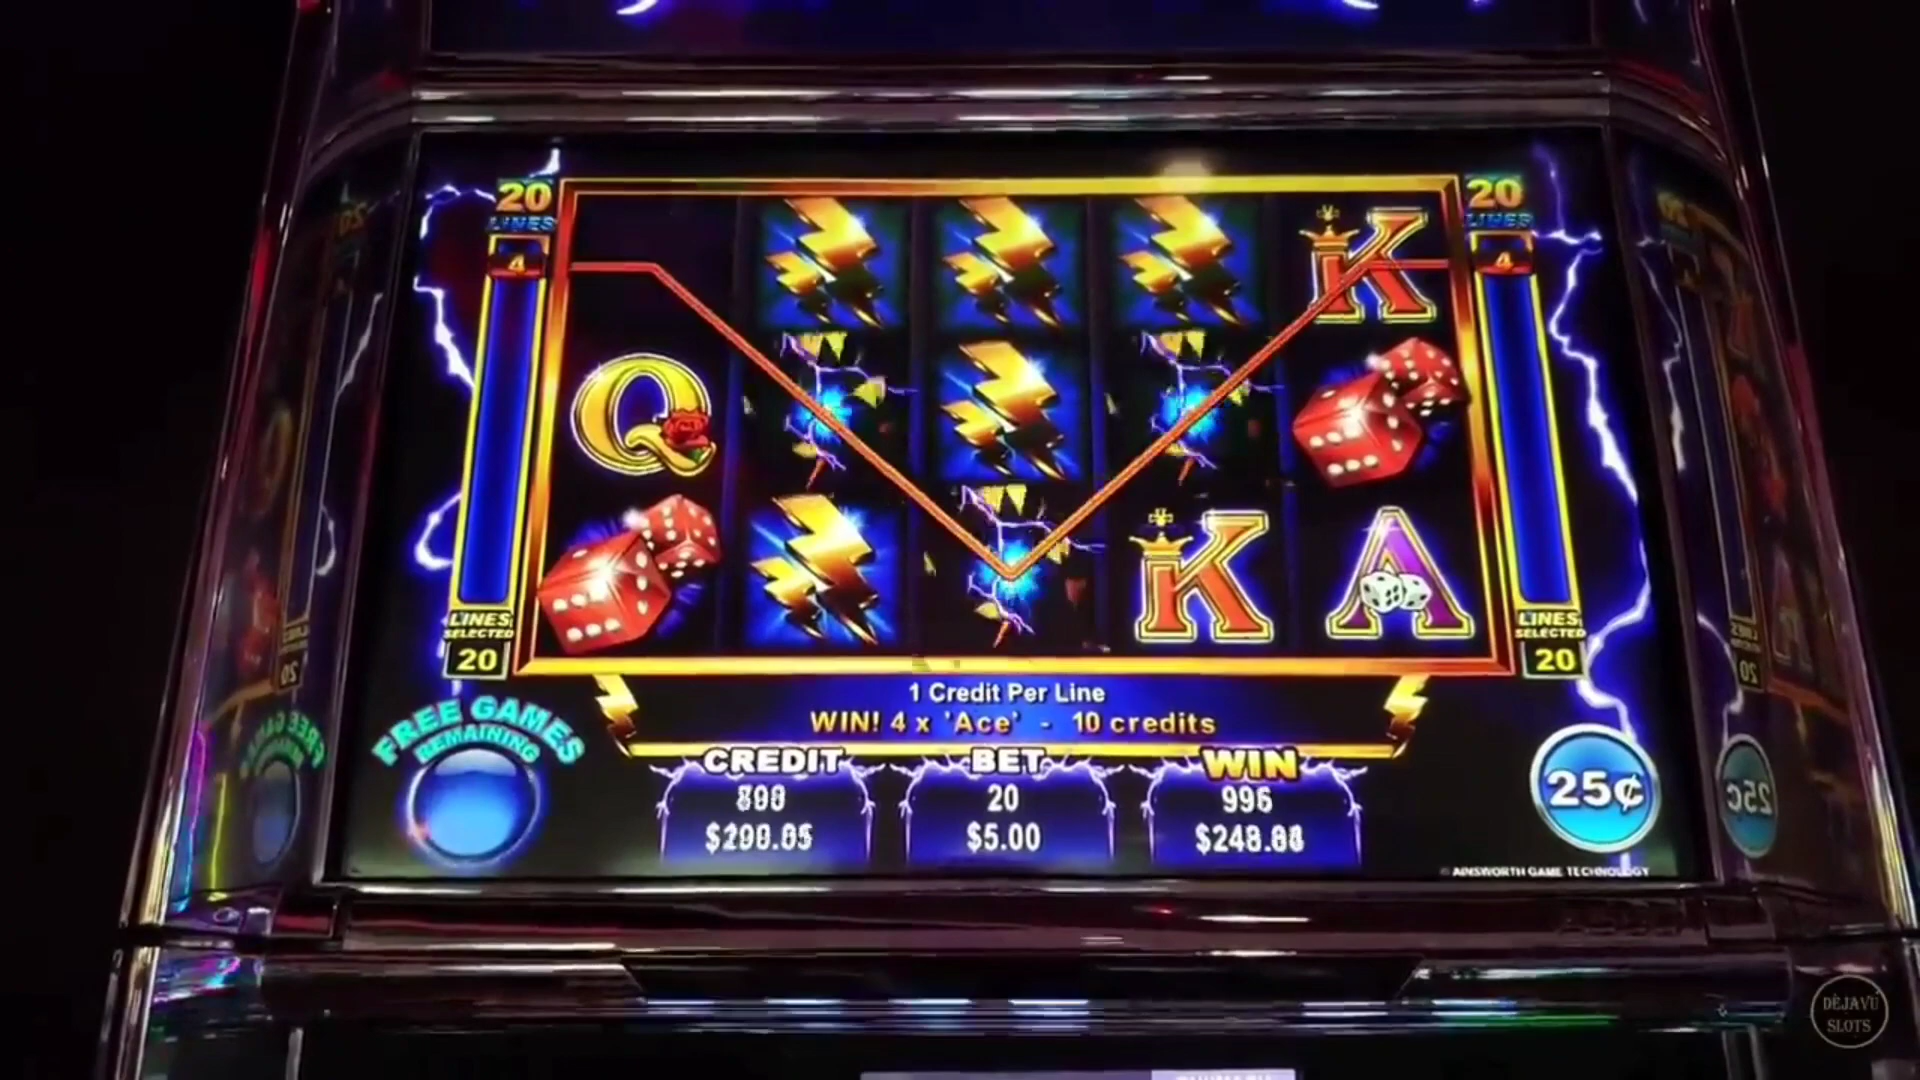 20 LINES
20 LINES
4
4
K
Q
K
A
LINES SELECTED 20
LINES SELECTED 20
1 Credit Per Line
WIN! 4 x 'Ace' - 10 credits
FREE GAMES REMAINING
CREDIT
BET
WIN
20
996
$5.00
25¢
© AINSWORTH GAME TECHNOLOGY
DÉJAVÚ SLOTS